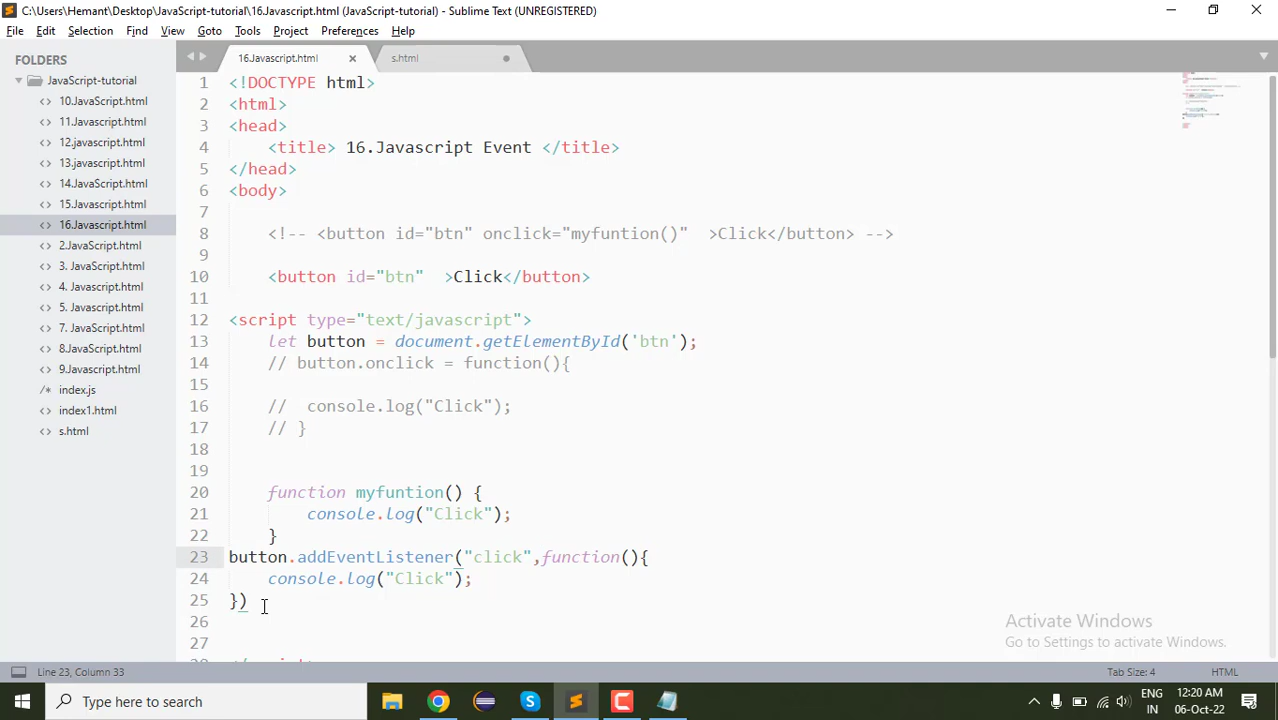 C:\Users\Hemant\Desktop\JavaScript-tutorial\16.Javascript.html (JavaScript-tutorial) - Sublime Text (UNREGISTERED)
File Edit Selection Find View Goto Tools Project Preferences Help
FOLDERS
JavaScript-tutorial
10.JavaScript.html
11.Javascript.html
12.javascript.html
13.javascript.html
14.JavaScript.html
15.Javascript.html
16.Javascript.html
2.JavaScript.html
3. JavaScript.html
4. Javascript.html
5. Javascript.html
7. JavaScript.html
8.JavaScript.html
9.Javascript.html
index.js
index1.html
s.html
16.Javascript.html s.html
1 <!DOCTYPE html>
2 <html>
3 <head>
4 <title> 16.Javascript Event </title>
5 </head>
6 <body>
7
8 <!-- <button id="btn" onclick="myfuntion()"  >Click</button> -->
9
10 <button id="btn"  >Click</button>
11
12 <script type="text/javascript">
13 let button = document.getElementById('btn');
14 // button.onclick = function(){
15
16 //  console.log("Click");
17 // }
18
19
20 function myfuntion() {
21 console.log("Click");
22 }
23 button.addEventListener("click",function(){
24 console.log("Click");
25 })
26
27
Activate Windows
Go to Settings to activate Windows.
Line 23, Column 33 Tab Size: 4 HTML
Type here to search
ENG
IN
12:20 AM
06-Oct-22